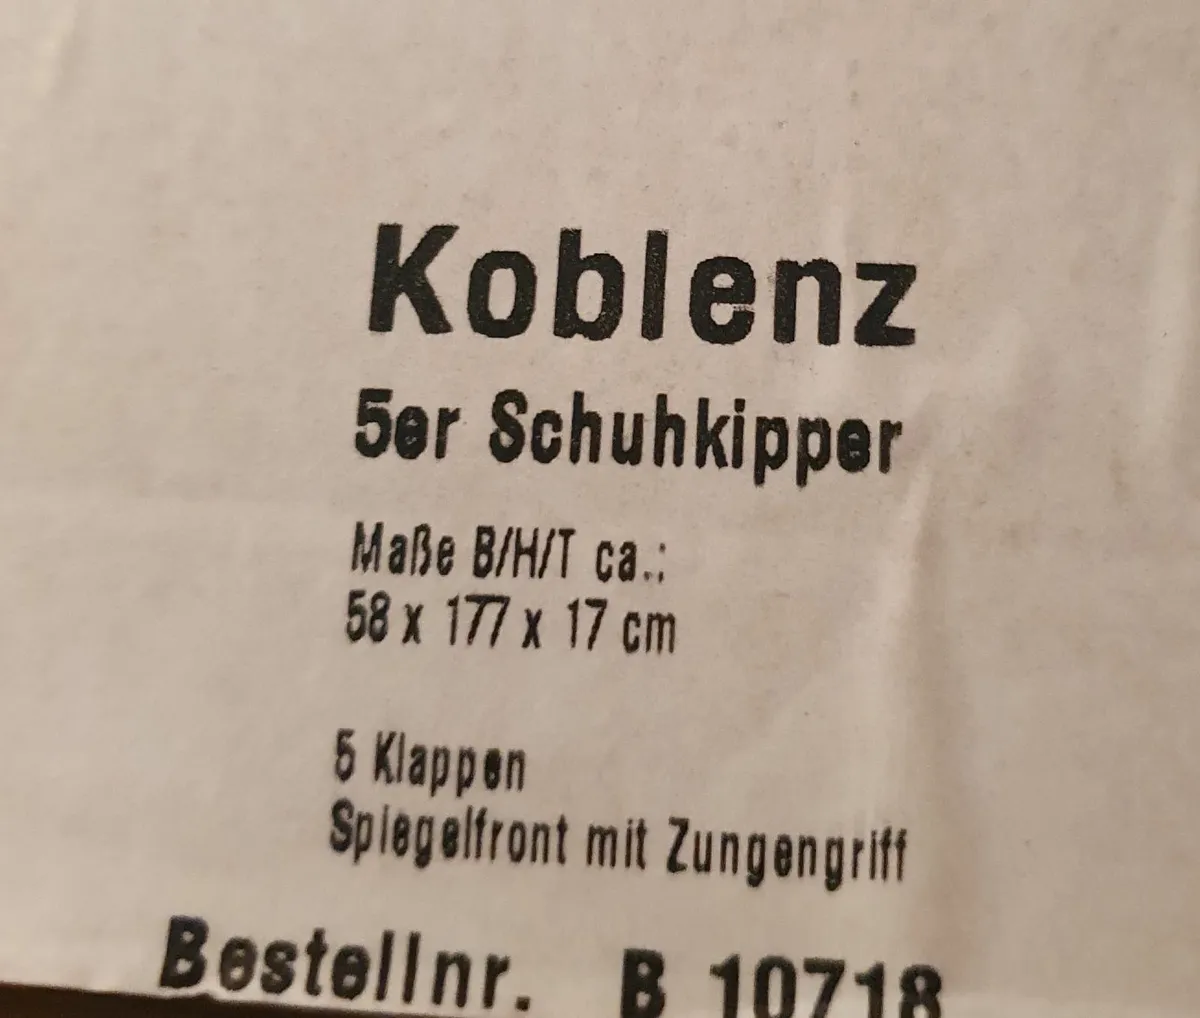 Koblenz
5er Schuhkipper
Maße B/H/T ca.:
58 x 177 x 17 cm
5 Klappen
Spiegelfront mit Zungengriff
Bestellnr. B 10718